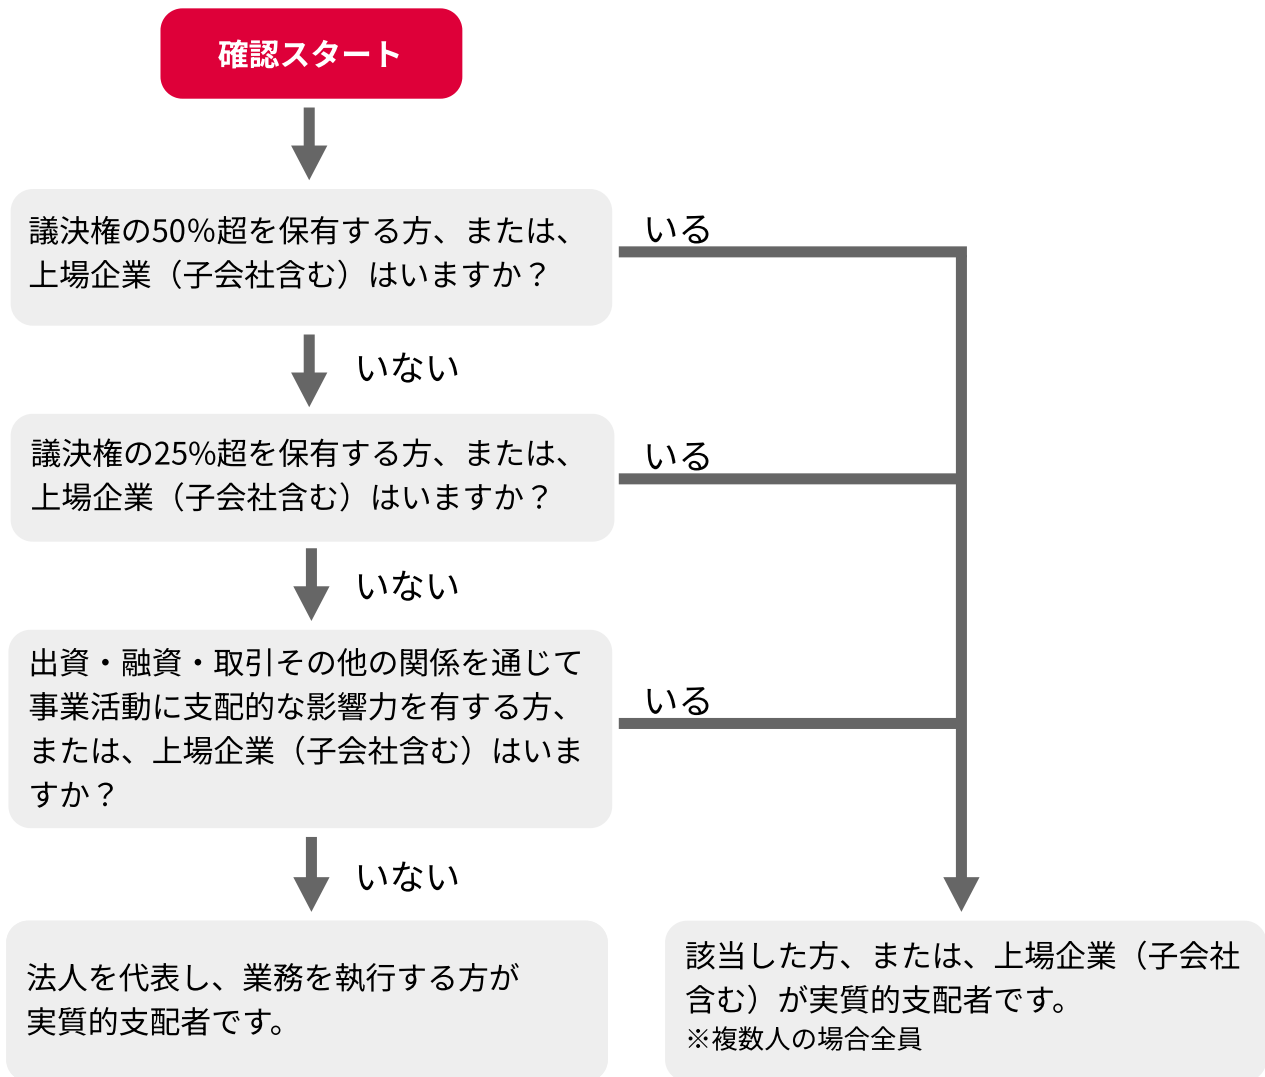 確認スタート
議決権の50%超を保有する方、または、
上場企業（子会社含む）はいますか？
いる
いない
議決権の25%超を保有する方、または、
上場企業（子会社含む）はいますか？
いる
いない
出資・融資・取引その他の関係を通じて
事業活動に支配的な影響力を有する方、
または、上場企業（子会社含む）はいま
すか？
いる
いない
法人を代表し、業務を執行する方が
実質的支配者です。
該当した方、または、上場企業（子会社
含む）が実質的支配者です。
※複数人の場合全員